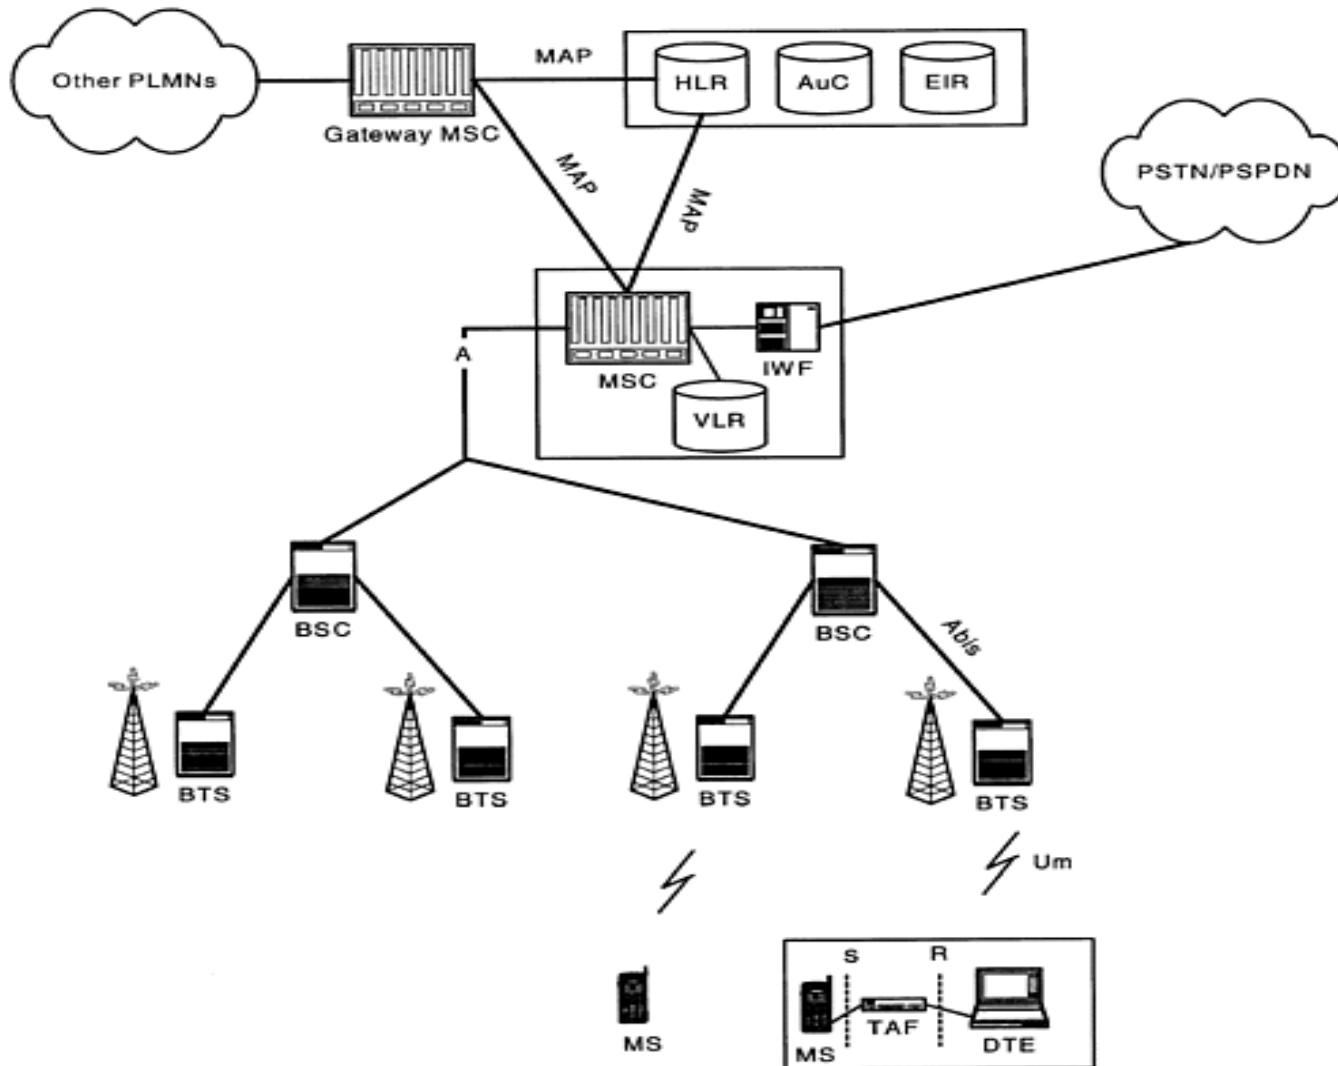 Other PLMNs
Gateway MSC
MAP
HLR
AuC
EIR
MAP
MAP
PSTN/PSPDN
A
MSC
IWF
VLR
BSC
BSC
Abis
BTS
BTS
BTS
BTS
Um
MS
S
R
MS
TAF
DTE